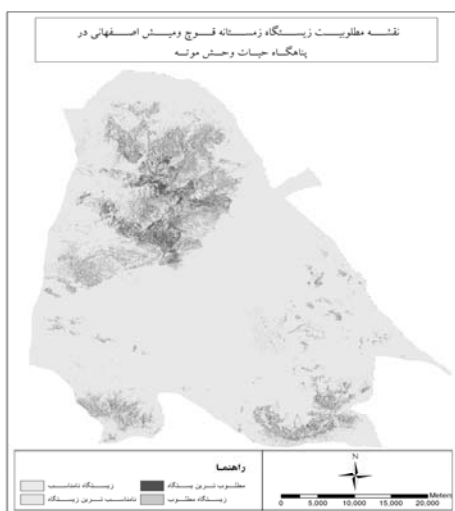 نقشه مطلوبیت زیستگاه زمستانه قوچ ومیش اصفهانی در
پناهگاه حیات وحش موته
راهنما
مطلوب ترین یستگاه
زیستگاه نامناسب
زیستگاه مطلوب
نامناسب ترین زیستگاه
N
Meters
0 5,000 10,000 15,000 20,000